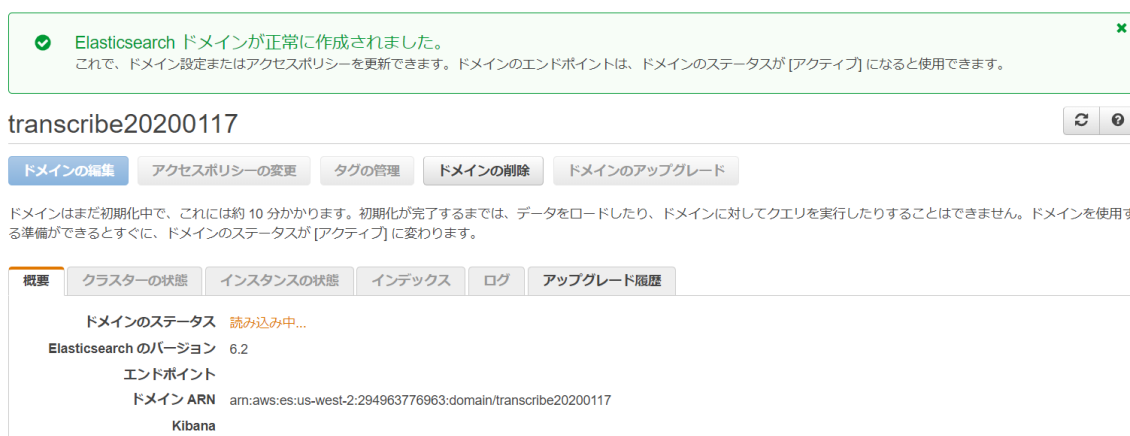 Elasticsearch ドメインが正常に作成されました。
これで、ドメイン設定またはアクセスポリシーを更新できます。ドメインのエンドポイントは、ドメインのステータスが [アクティブ] になると使用できます。
transcribe20200117
ドメインの編集 アクセスポリシーの変更 タグの管理 ドメインの削除 ドメインのアップグレード
ドメインはまだ初期化中で、これには約 10 分かかります。初期化が完了するまでは、データをロードしたり、ドメインに対してクエリを実行したりすることはできません。ドメインを使用す
る準備ができるとすぐに、ドメインのステータスが [アクティブ] に変わります。
概要 クラスターの状態 インスタンスの状態 インデックス ログ アップグレード履歴
ドメインのステータス 読み込み中...
Elasticsearch のバージョン 6.2
エンドポイント
ドメイン ARN arn:aws:es:us-west-2:294963776963:domain/transcribe20200117
Kibana